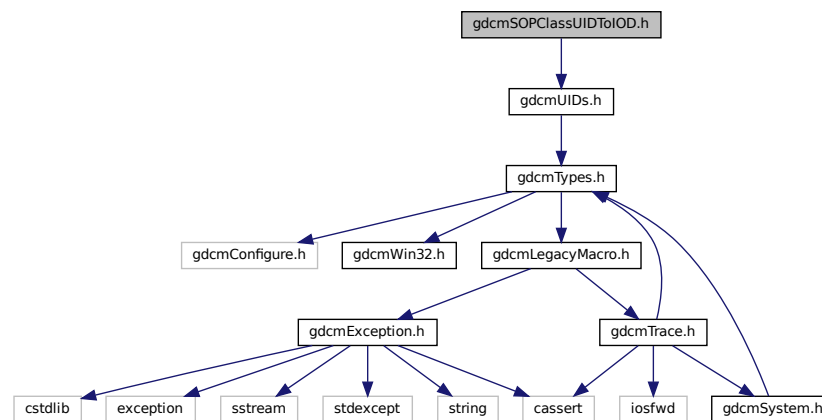 gdcmSOPClassUIDToIOD.h
gdcmUIDs.h
gdcmTypes.h
gdcmConfigure.h
gdcmWin32.h
gdcmLegacyMacro.h
gdcmException.h
gdcmTrace.h
cstdlib
exception
sstream
stdexcept
string
cassert
iosfwd
gdcmSystem.h